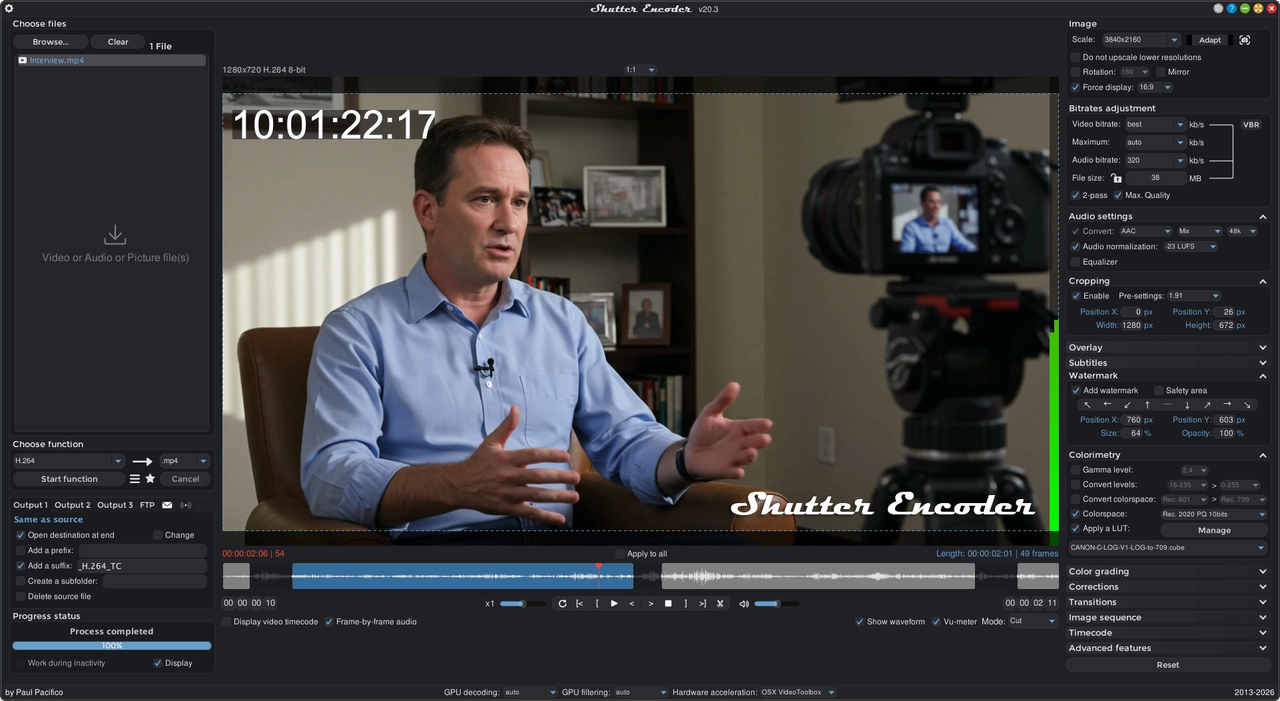 Shutter Encoder v20.3
?
Choose files
Browse...
Clear
1 File
Interview.mp4
Video or Audio or Picture file(s)
Choose function
H.264
.mp4
Start function
Cancel
Output 1
Output 2
Output 3
FTP
Same as source
Open destination at end
Change
Add a prefix:
Add a suffix:
_H.264_TC
Create a subfolder:
Delete source file
Progress status
Process completed
100%
Work during inactivity
Display
by Paul Pacifico
1280x720 H.264 8-bit
1:1
10:01:22:17
Shutter Encoder
00:00:02:06 | 54
Apply to all
Length: 00:00:02:01 | 49 frames
00 00 00 10
x1
[<
[
<
>
]
>]
00 00 02 11
Display video timecode
Frame-by-frame audio
Show waveform
Vu-meter
Mode: Cut
GPU decoding: auto
GPU filtering: auto
Hardware acceleration: OSX VideoToolbox
Image
Scale: 3840x2160
Adapt
Do not upscale lower resolutions
Rotation: 180
Mirror
Force display: 16:9
Bitrates adjustment
Video bitrate: best kb/s
VBR
Maximum: auto kb/s
Audio bitrate: 320 kb/s
File size: 38 MB
2-pass
Max. Quality
Audio settings
Convert: AAC Mix 48k
Audio normalization: -23 LUFS
Equalizer
Cropping
Enable
Pre-settings: 1.91
Position X: 0 px
Position Y: 26 px
Width: 1280 px
Height: 672 px
Overlay
Subtitles
Watermark
Add watermark
Safety area
Position X: 760 px
Position Y: 603 px
Size: 64 %
Opacity: 100 %
Colorimetry
Gamma level: 2.4
Convert levels: 16-235 > 0-255
Convert colorspace: Rec. 601 > Rec. 709
Colorspace: Rec. 2020 PQ 10bits
Apply a LUT:
Manage
CANON-C-LOG-V1-LOG-to-709.cube
Color grading
Corrections
Transitions
Image sequence
Timecode
Advanced features
Reset
2013-2026